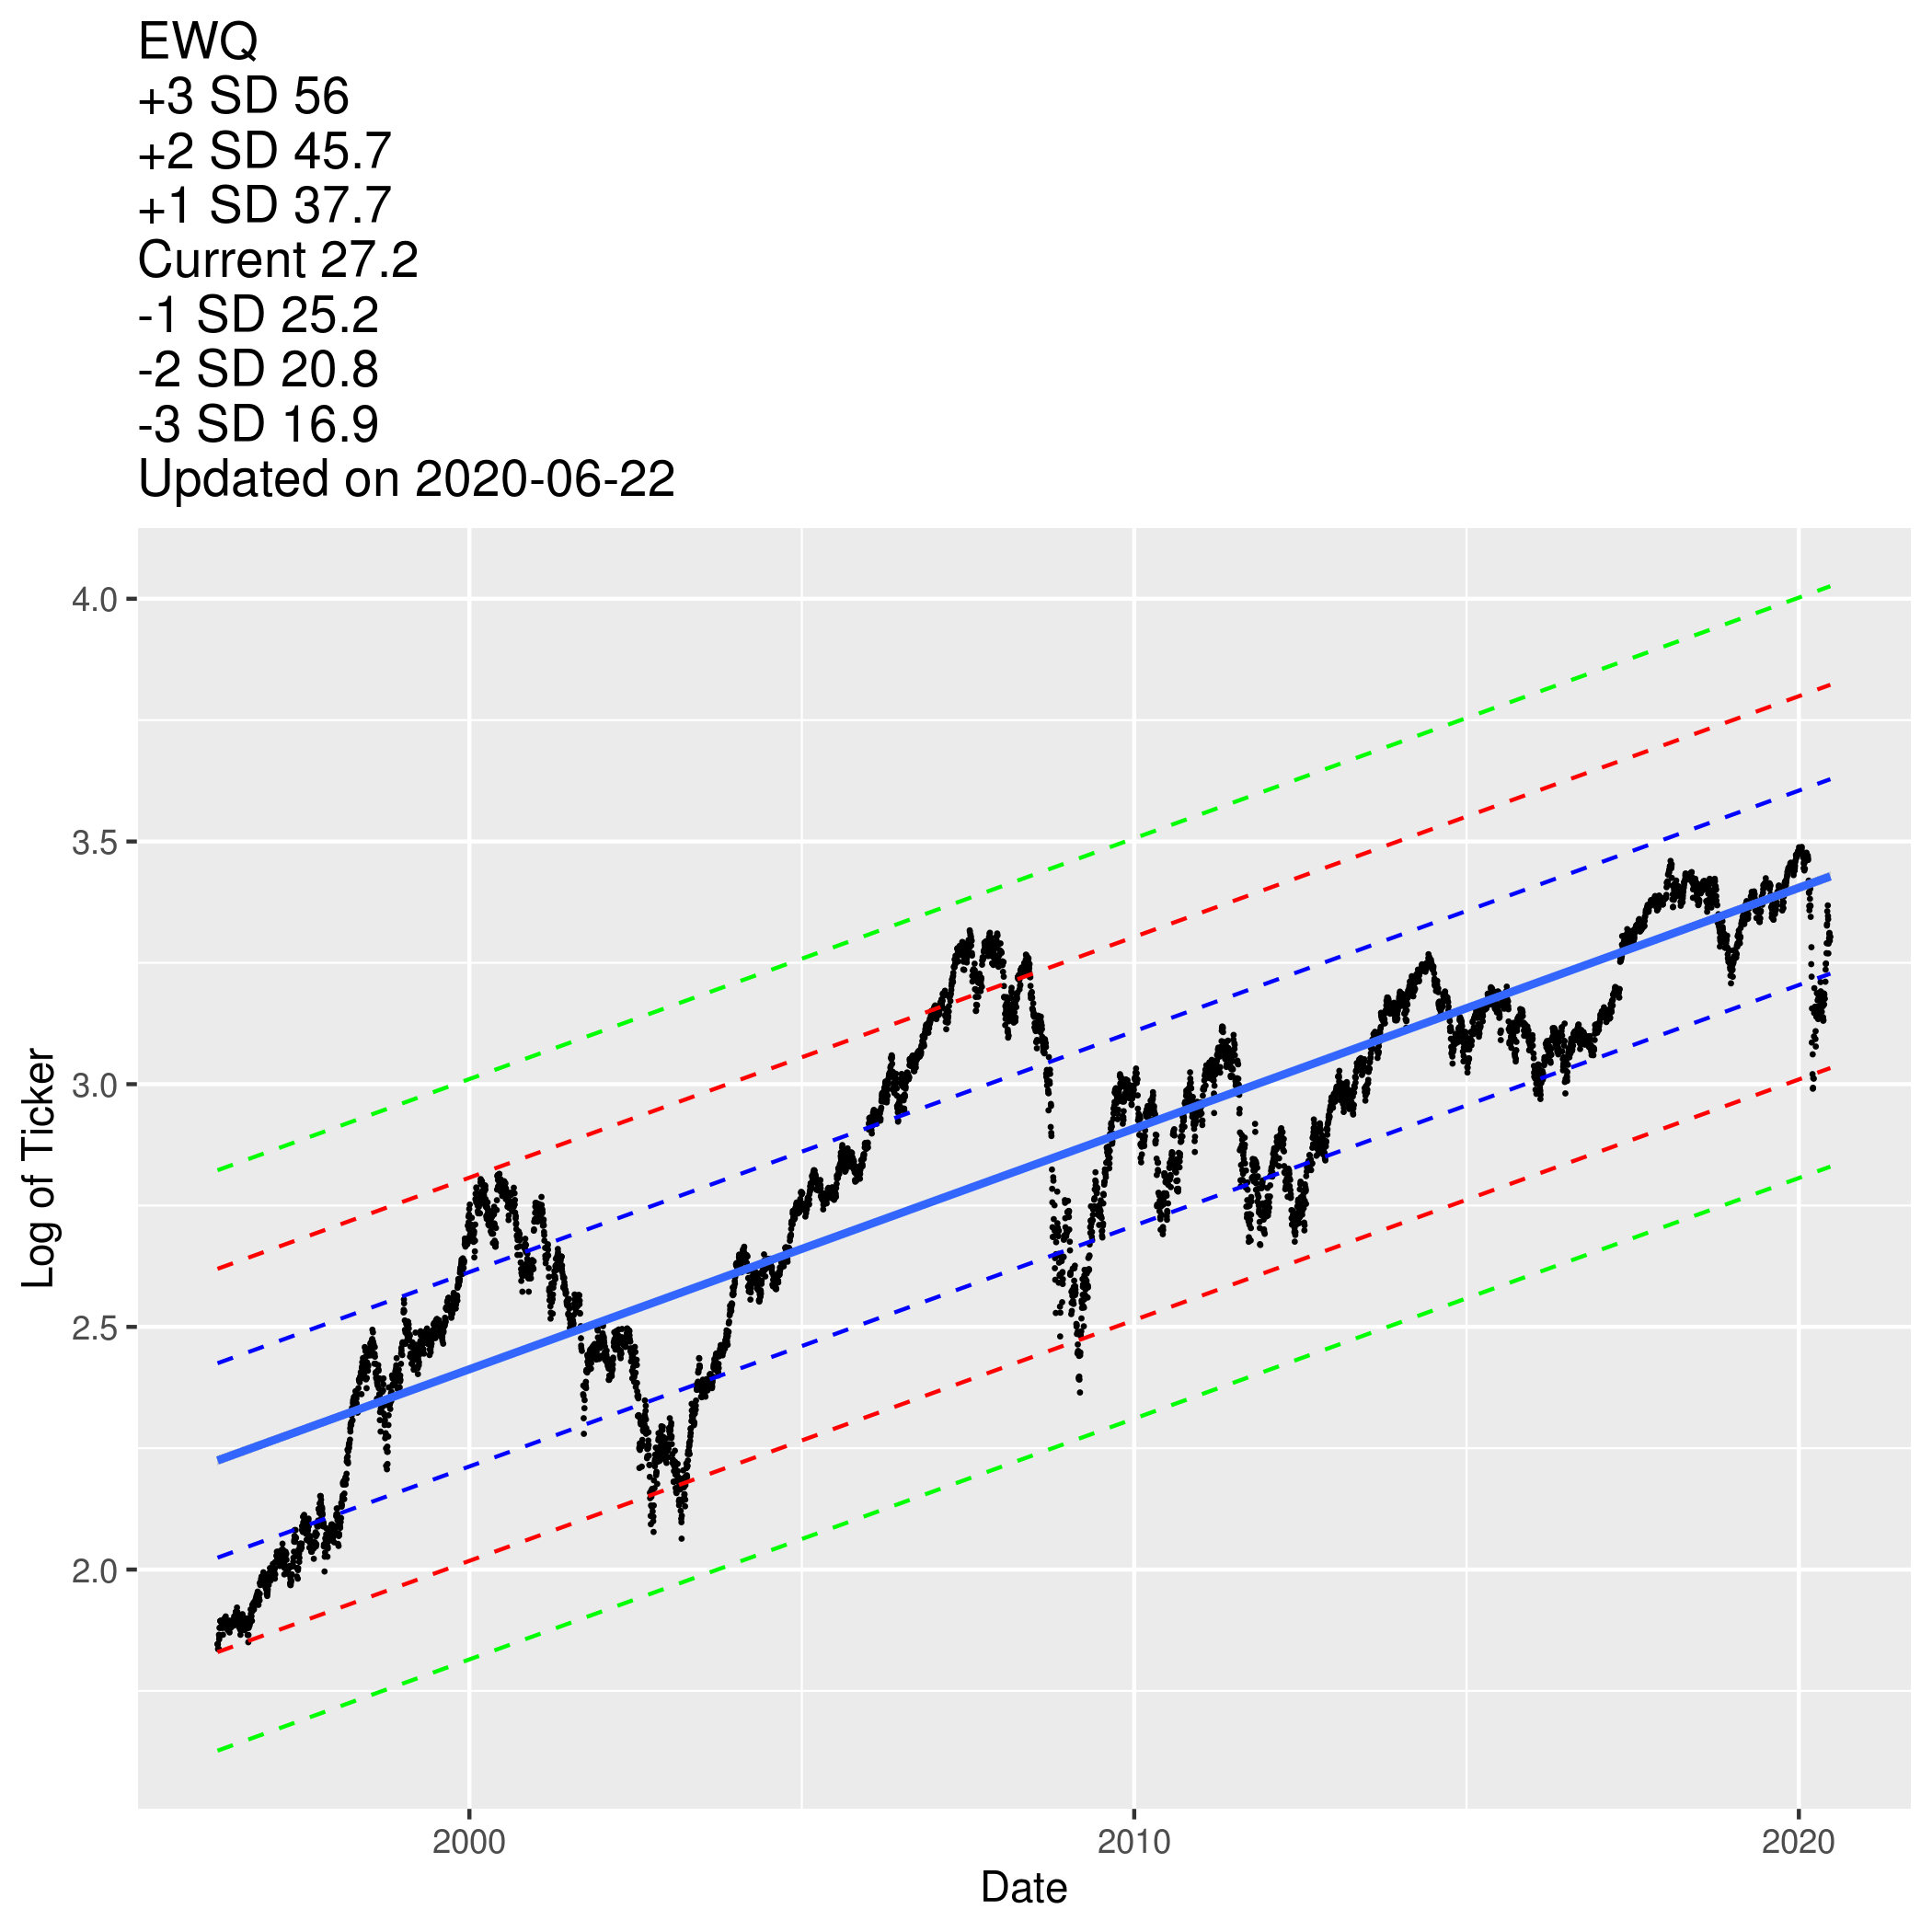 EWQ
+3 SD 56
+2 SD 45.7
+1 SD 37.7
Current 27.2
-1 SD 25.2
-2 SD 20.8
-3 SD 16.9
Updated on 2020-06-22
4.0
3.5
3.0
2.5
2.0
Log of Ticker
2000
2010
2020
Date